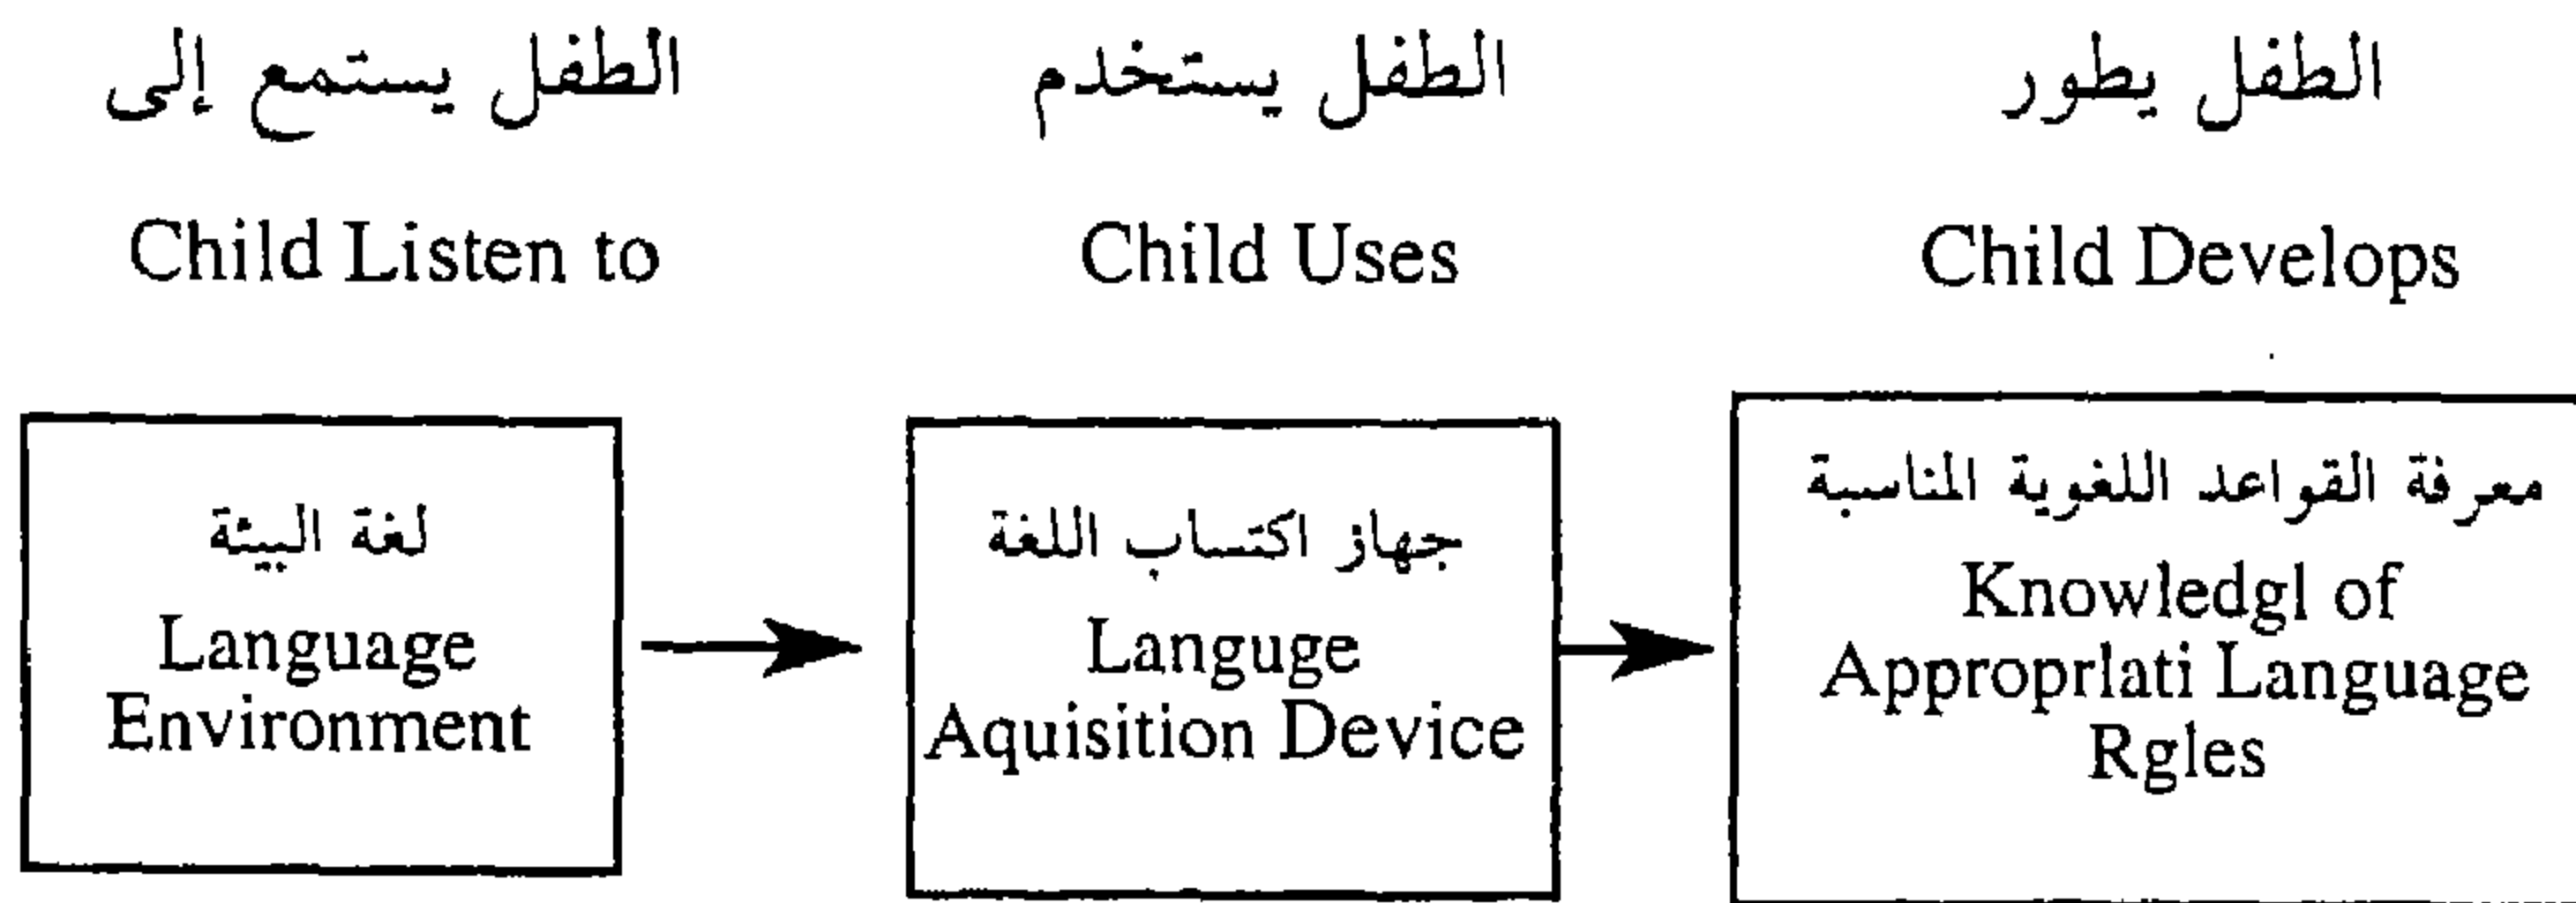 الطفل يستمع إلى
Child Listen to
الطفل يستخدم
Child Uses
الطفل يطور
Child Develops
لغة البيئة
Language
Environment
جهاز اكتساب اللغة
Languge
Aquisition Device
معرفة القواعد اللغوية المناسبة
Knowledgl of
Approprlati Language
Rgles